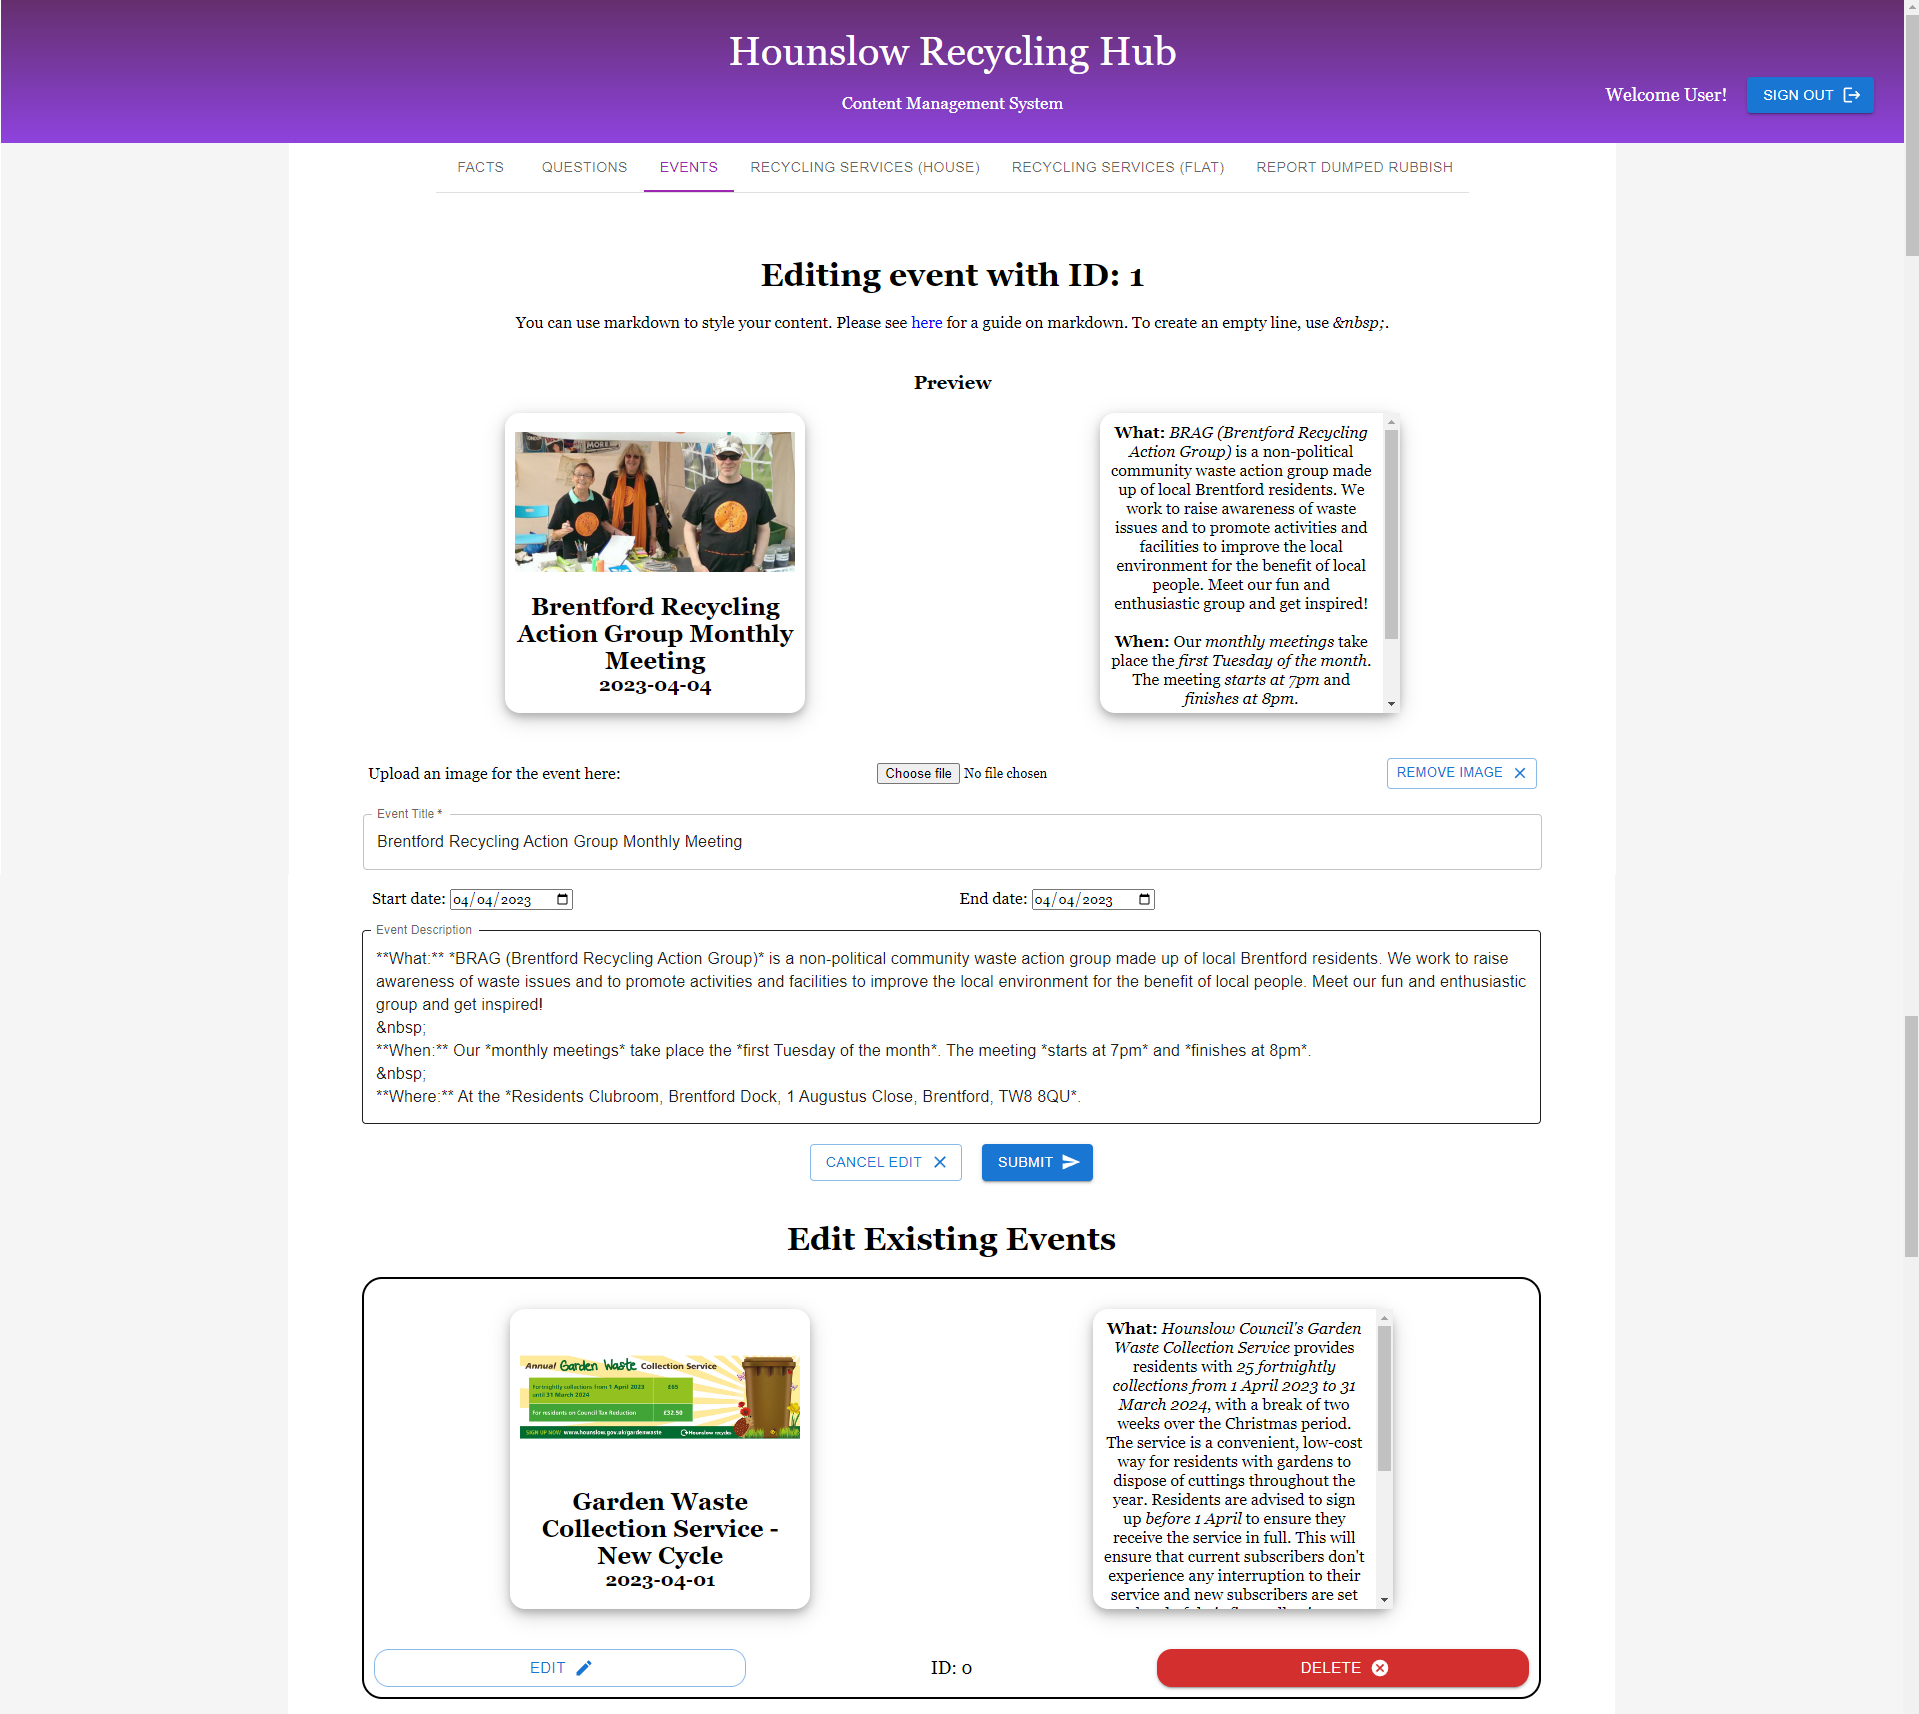 Hounslow Recycling Hub
Content Management System
Welcome User!
SIGN OUT
FACTS
QUESTIONS
EVENTS
RECYCLING SERVICES (HOUSE)
RECYCLING SERVICES (FLAT)
REPORT DUMPED RUBBISH
Editing event with ID: 1
You can use markdown to style your content. Please see here for a guide on markdown. To create an empty line, use &nbsp;.
Preview
MORE
Brentford Recycling
Action Group Monthly
Meeting
2023-04-04
What: BRAG (Brentford Recycling
Action Group) is a non-political
community waste action group made
up of local Brentford residents. We
work to raise awareness of waste
issues and to promote activities and
facilities to improve the local
environment for the benefit of local
people. Meet our fun and
enthusiastic group and get inspired!
When: Our monthly meetings take
place the first Tuesday of the month.
The meeting starts at 7pm and
finishes at 8pm.
Upload an image for the event here:
Choose file No file chosen
REMOVE IMAGE
Event Title *
Brentford Recycling Action Group Monthly Meeting
Start date: 04/04/2023
End date: 04/04/2023
Event Description
**What:** *BRAG (Brentford Recycling Action Group)* is a non-political community waste action group made up of local Brentford residents. We work to raise
awareness of waste issues and to promote activities and facilities to improve the local environment for the benefit of local people. Meet our fun and enthusiastic
group and get inspired!
&nbsp;
**When:** Our *monthly meetings* take place the *first Tuesday of the month*. The meeting *starts at 7pm* and *finishes at 8pm*.
&nbsp;
**Where:** At the *Residents Clubroom, Brentford Dock, 1 Augustus Close, Brentford, TW8 8QU*.
CANCEL EDIT
SUBMIT
Edit Existing Events
Annual Garden Waste Collection Service
Fortnightly collections from 1 April 2023
until 31 March 2024
£65
For residents on Council Tax Reduction
£32.50
SIGN UP NOW www.hounslow.gov.uk/gardenwaste
Hounslow recycles
Garden Waste
Collection Service -
New Cycle
2023-04-01
What: Hounslow Council's Garden
Waste Collection Service provides
residents with 25 fortnightly
collections from 1 April 2023 to 31
March 2024, with a break of two
weeks over the Christmas period.
The service is a convenient, low-cost
way for residents with gardens to
dispose of cuttings throughout the
year. Residents are advised to sign
up before 1 April to ensure they
receive the service in full. This will
ensure that current subscribers don't
experience any interruption to their
service and new subscribers are set
EDIT
ID: 0
DELETE